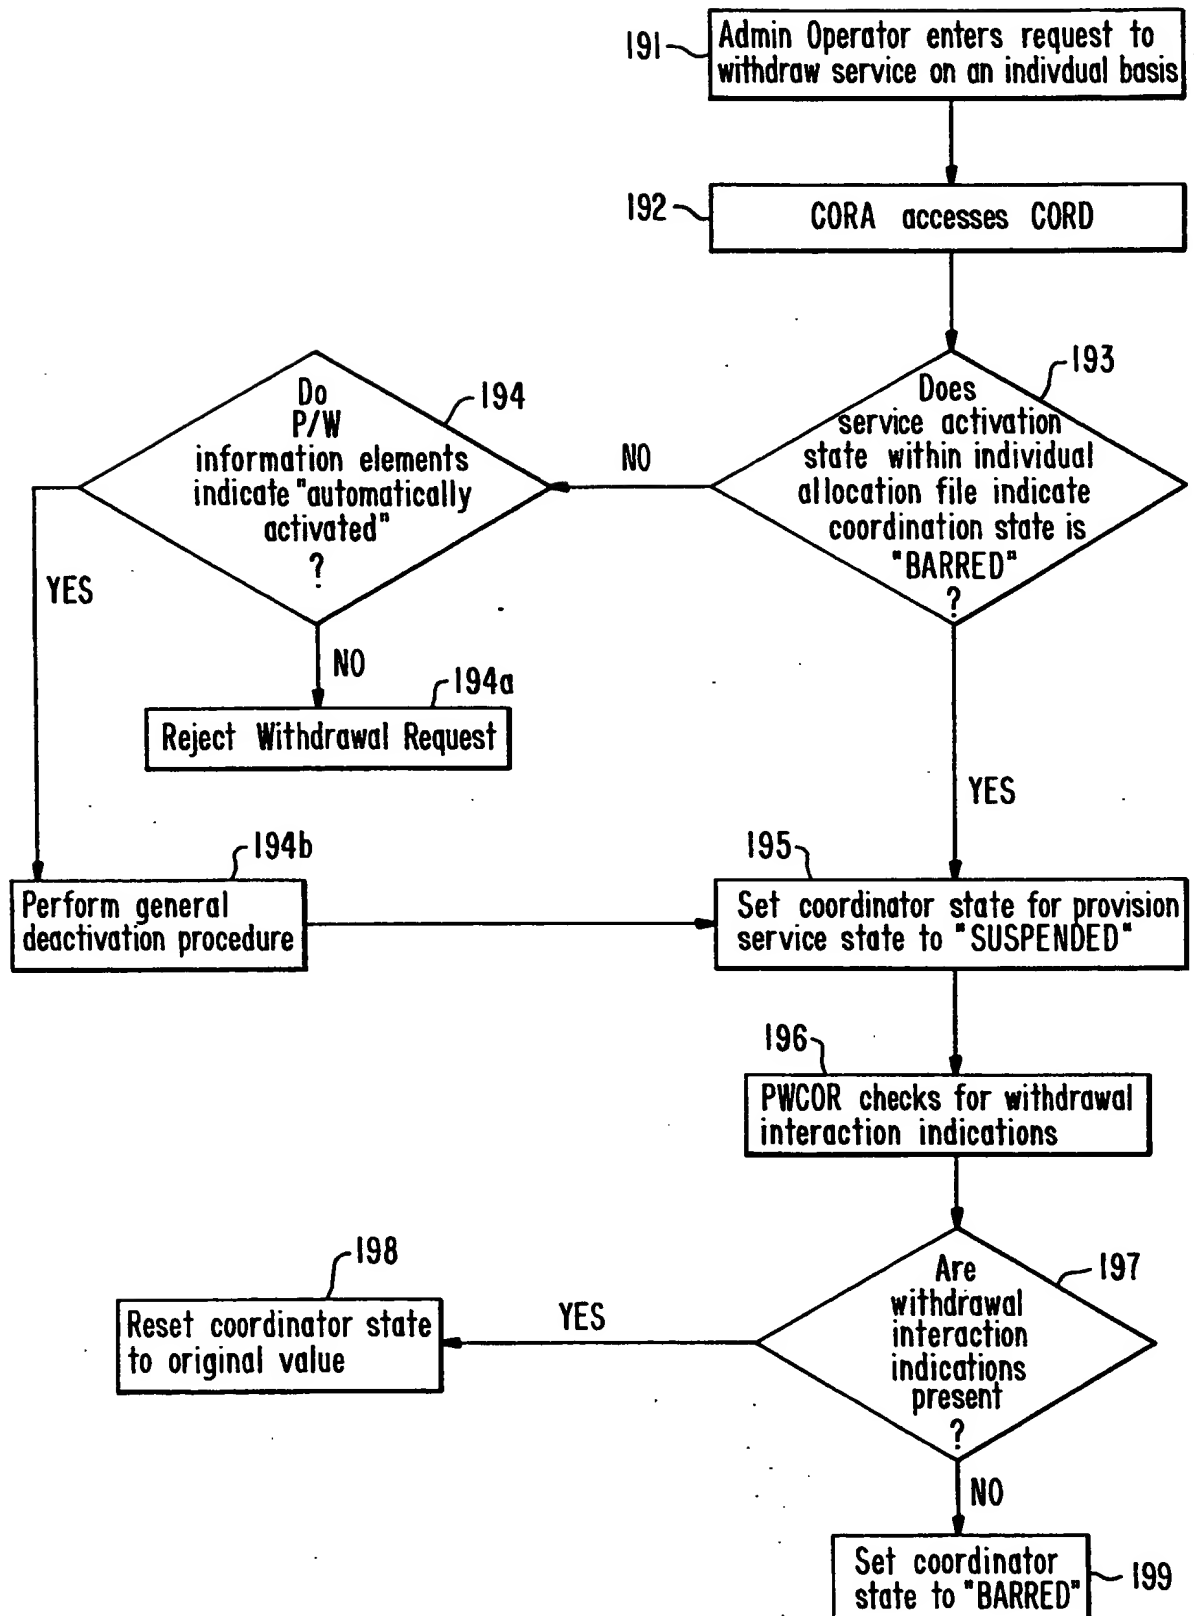 191
Admin Operator enters request to
withdraw service on an indivdual basis
192
CORA accesses CORD
193
Does
service activation
state within individual
allocation file indicate
coordination state is
"BARRED"
?
NO
194
Do
P/W
information elements
indicate "automatically
activated"
?
YES
NO
194a
Reject Withdrawal Request
YES
194b
Perform general
deactivation procedure
195
Set coordinator state for provision
service state to "SUSPENDED"
196
PWCOR checks for withdrawal
interaction indications
197
Are
withdrawal
interaction
indications
present
?
YES
198
Reset coordinator state
to original value
NO
Set coordinator
state to "BARRED"
199